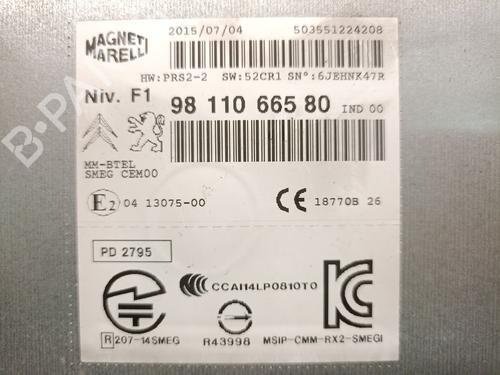 MAGNETI MARELLI
2015/07/04 503551224208
HW:PRS2-2 SW:52CR1 SN°:6JEHNK47R
Niv. F1 98 110 665 80 IND 00
MM-BTEL
SMEG CEM00
E2 04 13075-00 CE 18770B 26
PD 2795
CCAI14LP0810T0
R 207-14SMEG R43998 MSIP-CMM-RX2-SMEGI
B-PA